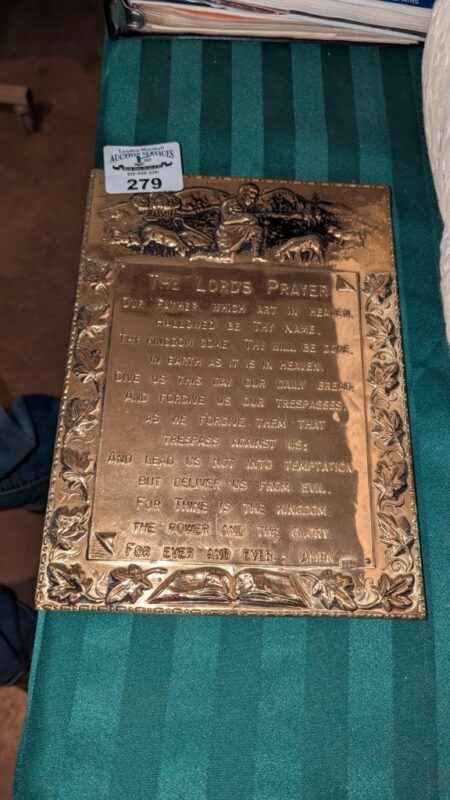 AUCTION SERVICES
279
THE LORD'S PRAYER
OUR FATHER, WHICH ART IN HEAVEN,
HALLOWED BE THY NAME.
THY KINGDOM COME. THY WILL BE DONE,
IN EARTH AS IT IS IN HEAVEN.
GIVE US THIS DAY OUR DAILY BREAD,
AND FORGIVE US OUR TRESPASSES,
AS WE FORGIVE THEM THAT
TRESPASS AGAINST US:
AND LEAD US NOT INTO TEMPTATION
BUT DELIVER US FROM EVIL.
FOR THINE IS THE KINGDOM,
THE POWER AND THE GLORY,
FOR EVER AND EVER. AMEN